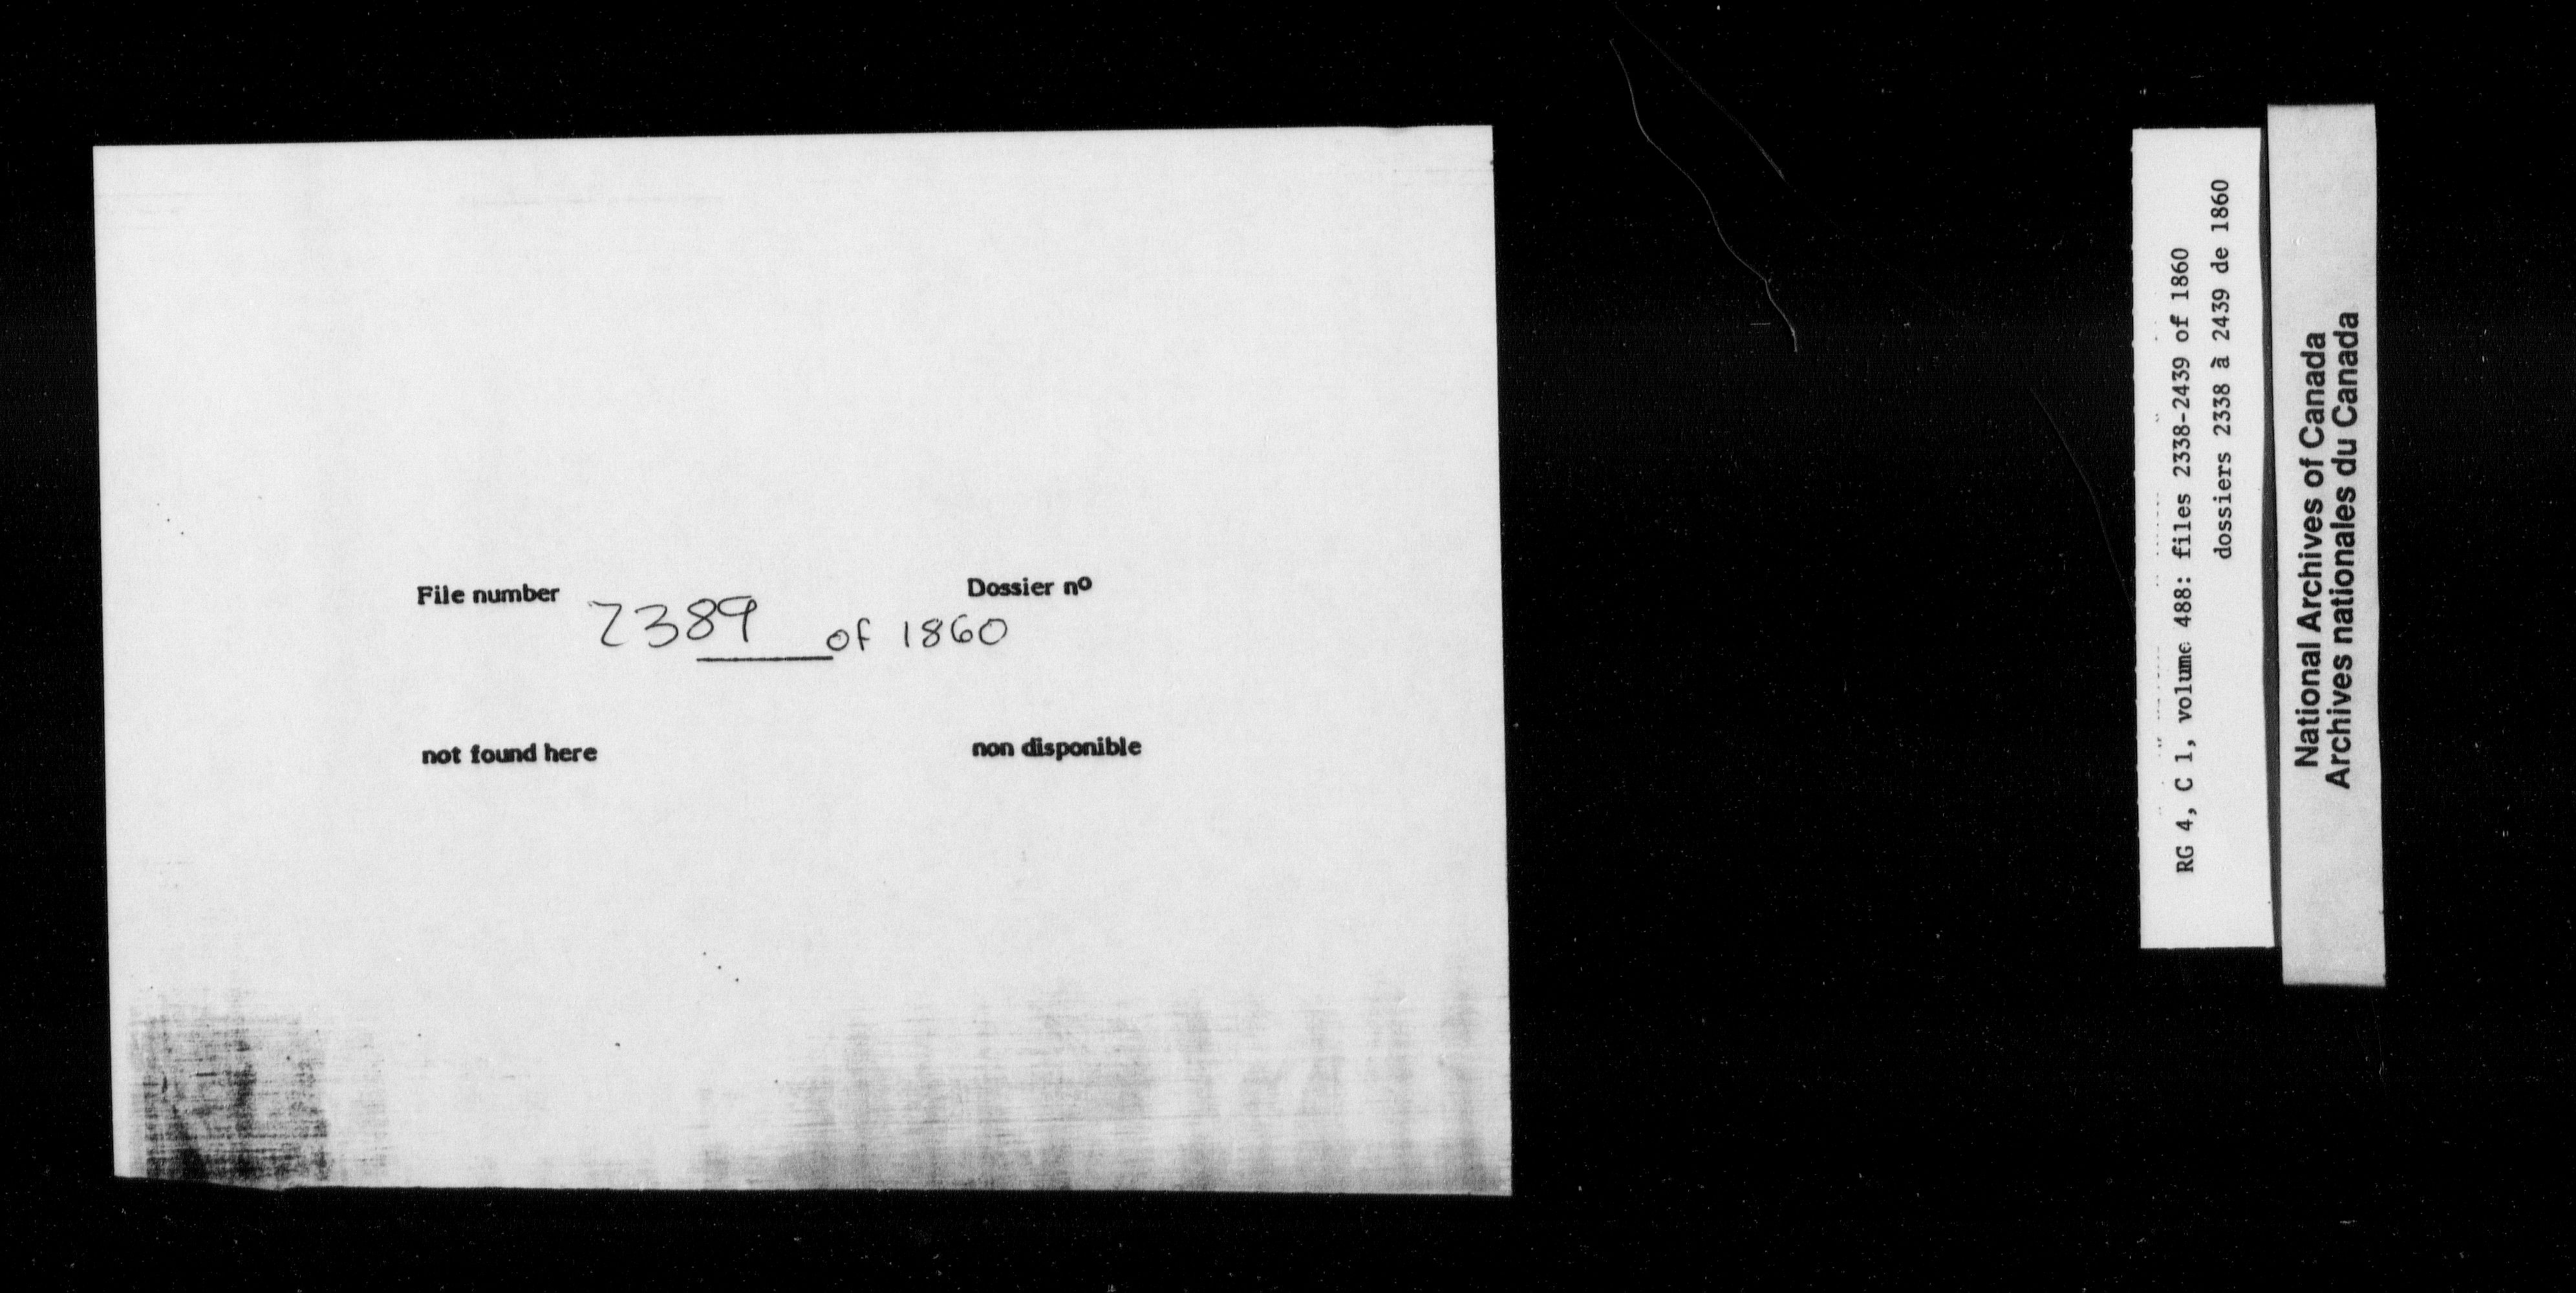 File number Dossier nº
2389 of 1860
not found here non disponible
RG 4, C 1, volume 488: files 2338-2439 of 1860
dossiers 2338 à 2439 de 1860
National Archives of Canada
Archives nationales du Canada